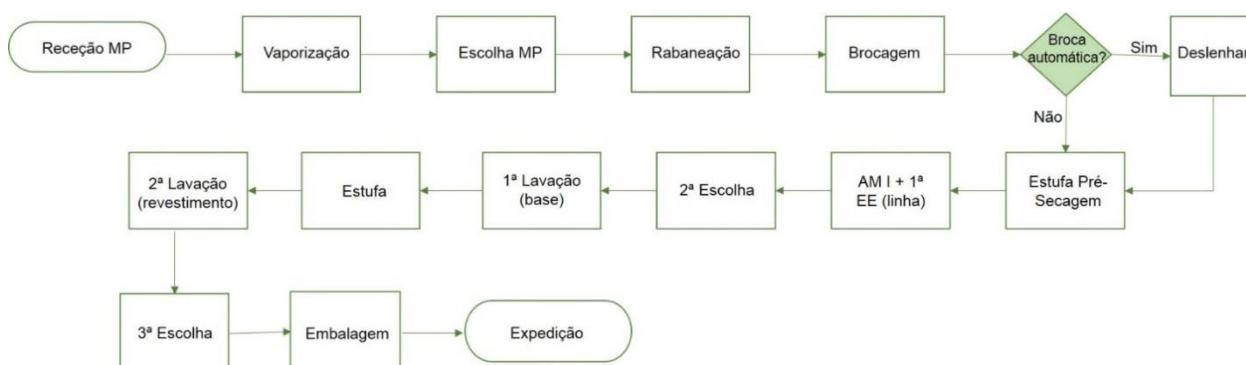 Receção MP
Vaporização
Escolha MP
Rabaneação
Brocagem
Broca
automática?
Sim
Deslenhar
Não
Estufa Pré-
Secagem
AM I + 1ª
EE (linha)
2ª Escolha
1ª Lavação
(base)
Estufa
2ª Lavação
(revestimento)
3ª Escolha
Embalagem
Expedição